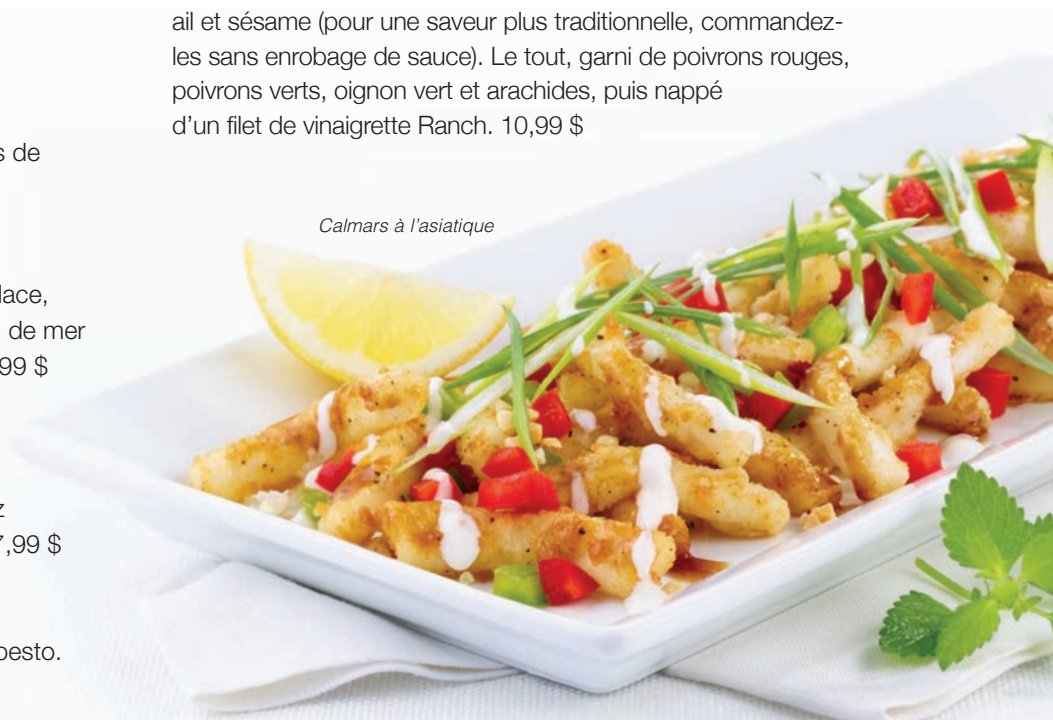 ail et sésame (pour une saveur plus traditionnelle, commandez-
les sans enrobage de sauce). Le tout, garni de poivrons rouges,
poivrons verts, oignon vert et arachides, puis nappé
d’un filet de vinaigrette Ranch. 10,99 $
Calmars à l’asiatique
s de
lace,
de mer
99 $
z
7,99 $
pesto.